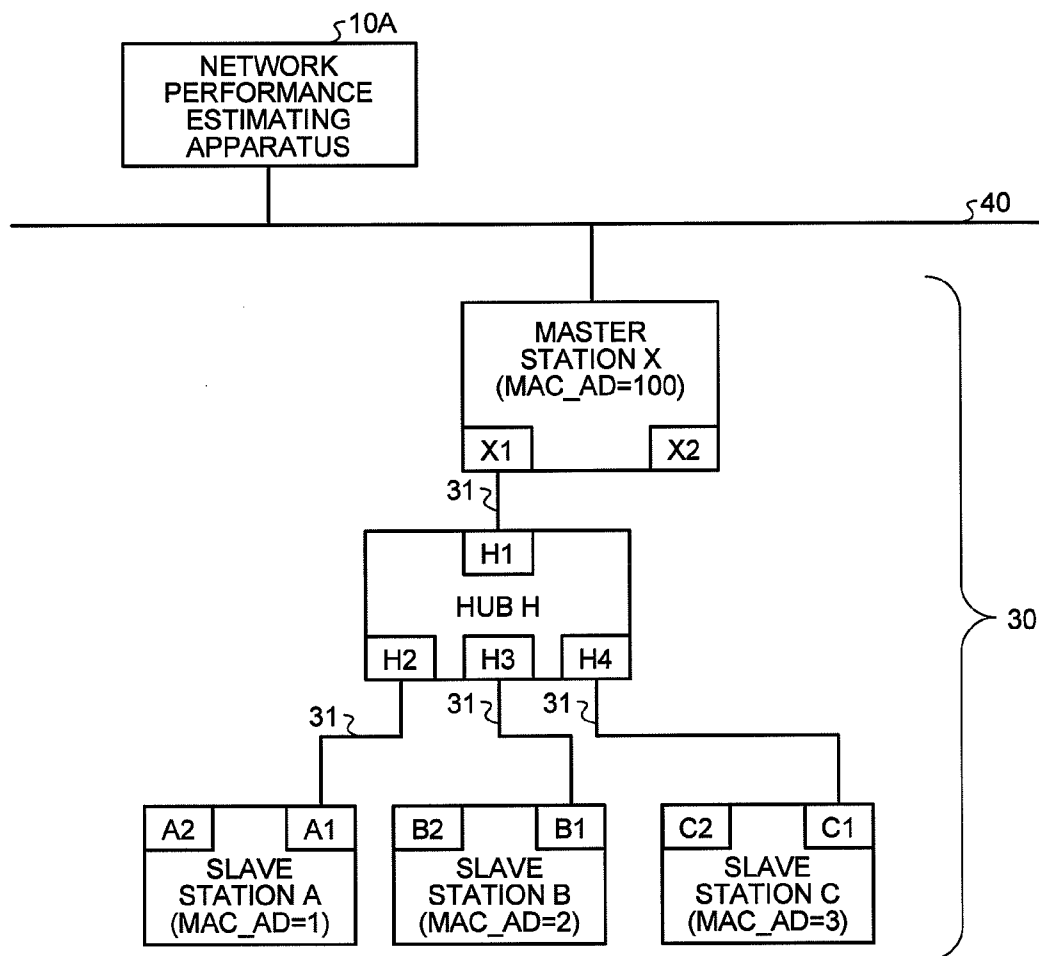 10A
NETWORK
PERFORMANCE
ESTIMATING
APPARATUS
40
MASTER
STATION X
(MAC_AD=100)
X1
X2
31
H1
HUB H
30
H2
H3
H4
31
31
31
A2
A1
B2
B1
C2
C1
SLAVE
STATION A
(MAC_AD=1)
SLAVE
STATION B
(MAC_AD=2)
SLAVE
STATION C
(MAC_AD=3)